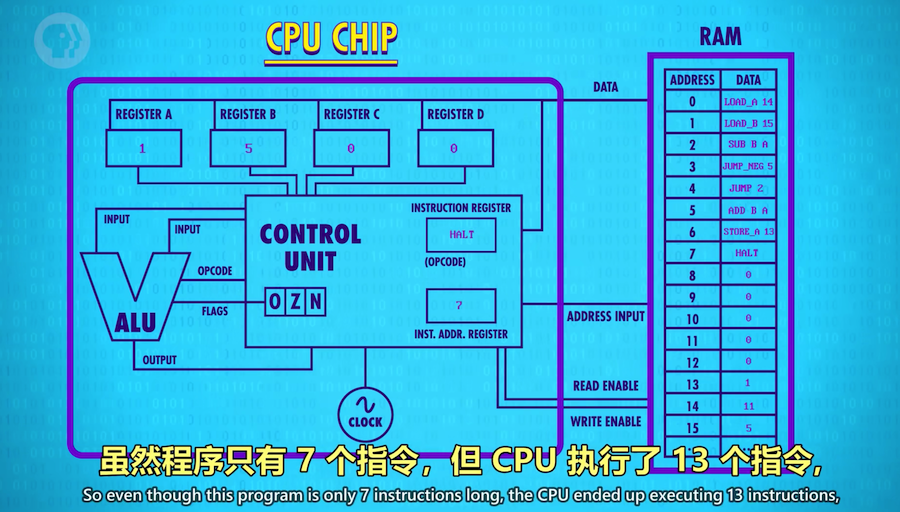 CPU CHIP
RAM
DATA
ADDRESS DATA
0 LOAD_A 14
1 LOAD_B 15
2 SUB B A
3 JUMP_NEG 5
4 JUMP 2
5 ADD B A
6 STORE_A 13
7 HALT
8 0
9 0
10 0
11 0
12 0
13 1
14 11
15 5
REGISTER A
1
REGISTER B
5
REGISTER C
0
REGISTER D
0
INPUT
INPUT
CONTROL
UNIT
INSTRUCTION REGISTER
HALT
(OPCODE)
7
INST. ADDR. REGISTER
OPCODE
FLAGS
O Z N
ALU
OUTPUT
CLOCK
ADDRESS INPUT
READ ENABLE
WRITE ENABLE
虽然程序只有 7 个指令，但 CPU 执行了 13 个指令,
So even though this program is only 7 instructions long, the CPU ended up executing 13 instructions,